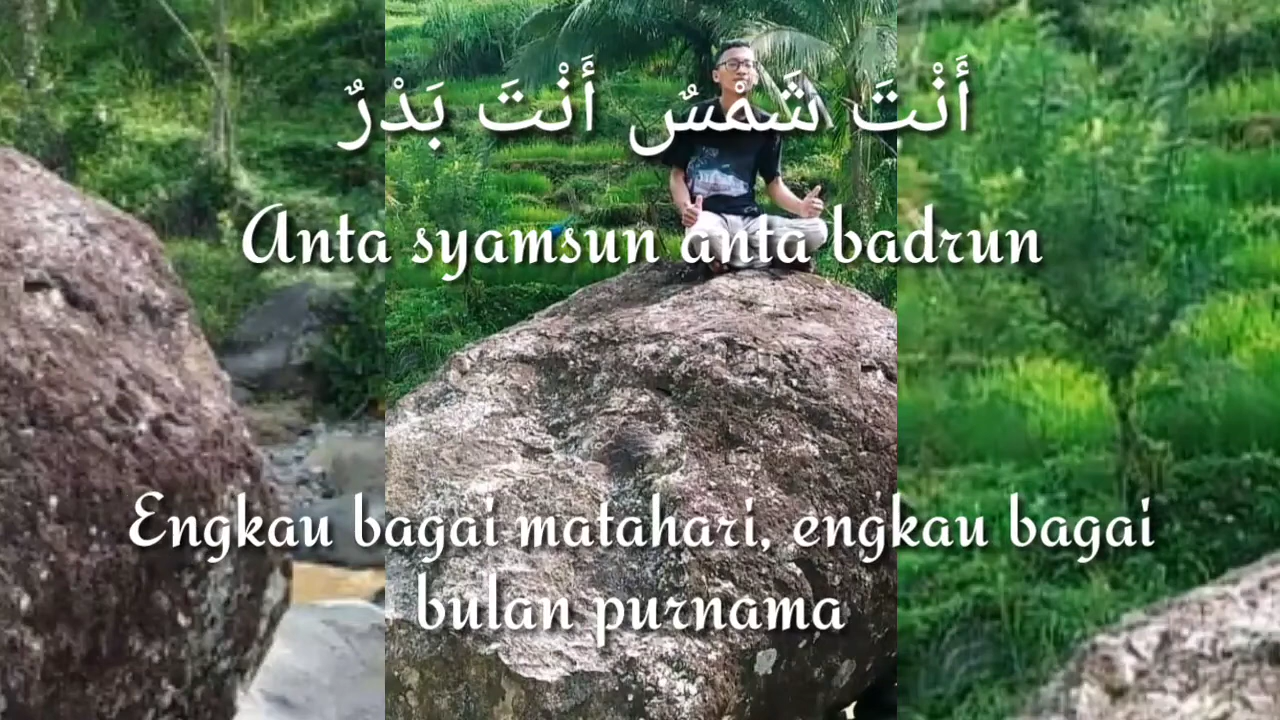 أَنْتَ شَمْسٌ أَنْتَ بَدْرٌ
Anta syamsun anta badrun
Engkau bagai matahari, engkau bagai
bulan purnama